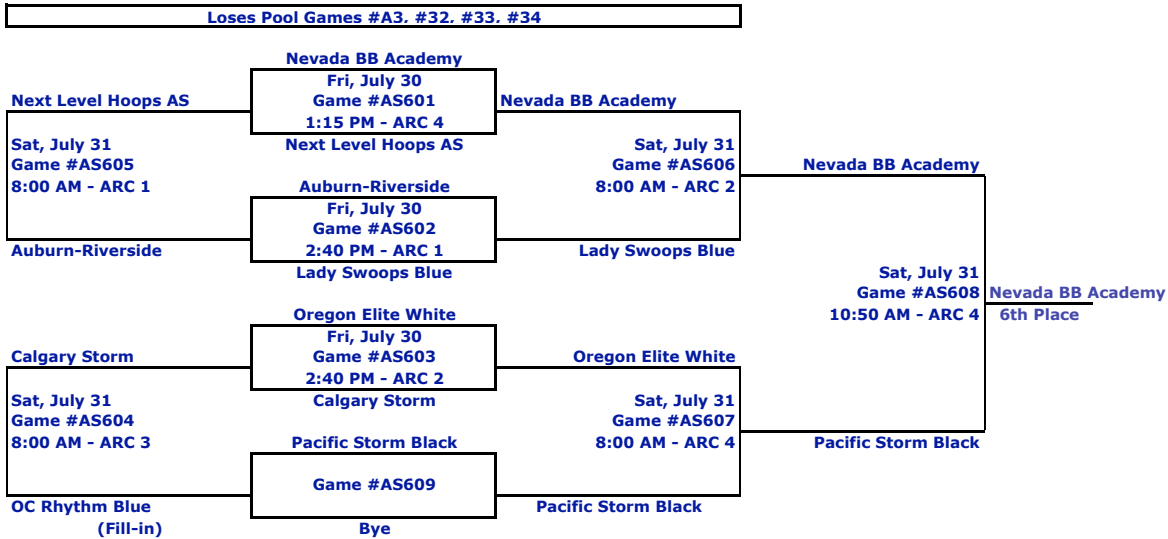 Loses Pool Games #A3, #32, #33, #34
Nevada BB Academy
Fri, July 30
Next Level Hoops AS
Game #AS601
Nevada BB Academy
1:15 PM - ARC 4
Sat, July 31
Next Level Hoops AS
Sat, July 31
Game #AS605
Game #AS606
Nevada BB Academy
8:00 AM - ARC 1
Auburn-Riverside
8:00 AM - ARC 2
Fri, July 30
Game #AS602
Auburn-Riverside
2:40 PM - ARC 1
Lady Swoops Blue
Lady Swoops Blue
Sat, July 31
Game #AS608
Nevada BB Academy
Oregon Elite White
10:50 AM - ARC 4
6th Place
Fri, July 30
Calgary Storm
Game #AS603
Oregon Elite White
2:40 PM - ARC 2
Sat, July 31
Calgary Storm
Sat, July 31
Game #AS604
Game #AS607
8:00 AM - ARC 3
Pacific Storm Black
8:00 AM - ARC 4
Pacific Storm Black
Game #AS609
OC Rhythm Blue
Pacific Storm Black
(Fill-in)
Bye